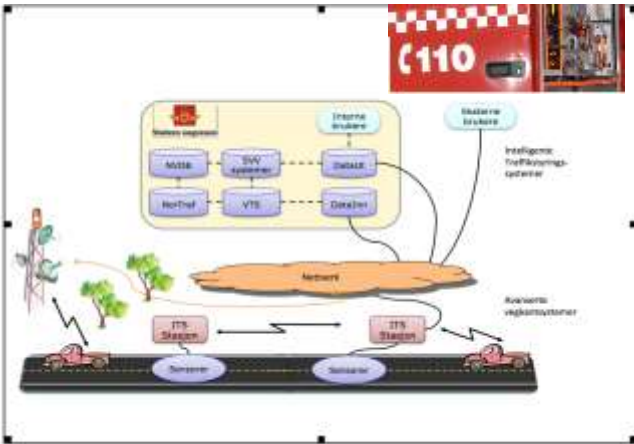 110
Statens vegvesen
Interne
brukere
Eksterne
brukere
NVDB
SVV
systemer
DataUt
NorTraf
VTS
DataInn
Intelligente
Trafikkstyrings-
systemer
Nettverk
Avanserte
vegkantsystemer
ITS
Stasjon
ITS
Stasjon
Sensorer
Sensorer